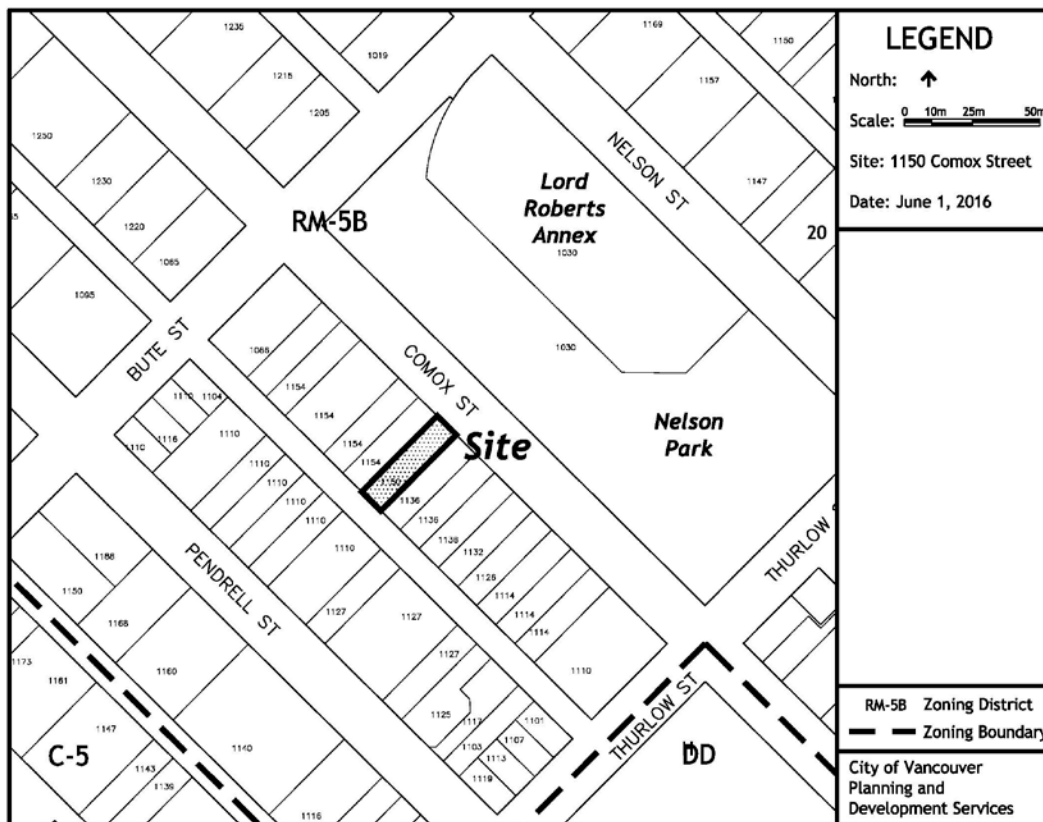 1235
1215
1205
1019
1169
1157
1147
1150
20
NELSON ST
Lord
Roberts
Annex
1030
1030
RM-5B
1250
1230
1220
1085
1095
BUTE ST
1154
1154
1154
1154
COMOX ST
Site
1136
1136
1136
1132
1114
1114
1114
1110
Nelson
Park
THURLOW
1110
1104
1116
1110
1110
1110
1110
1110
1110
1127
1127
1127
1125
1117
1103
1101
1107
1113
1119
PENDRELL ST
1188
1150
1168
1160
1140
1116
1173
1161
1147
1143
1139
C-5
THURLOW ST
DD
LEGEND
North:
Scale: 0 10m 25m 50m
Site: 1150 Comox Street
Date: June 1, 2016
RM-5B Zoning District
Zoning Boundary
City of Vancouver
Planning and
Development Services